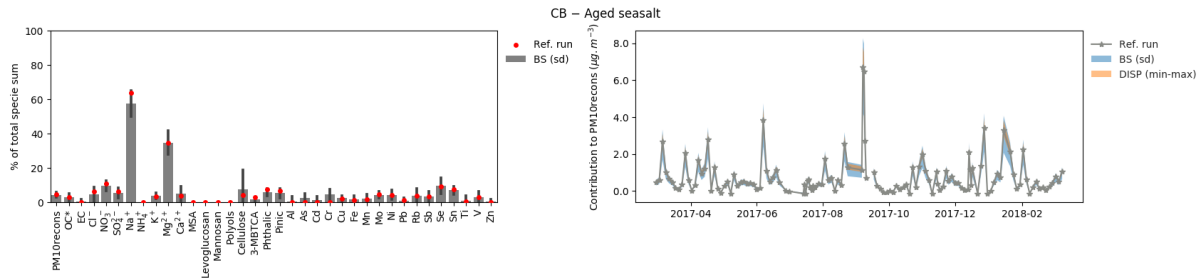 CB − Aged seasalt
100
80
60
40
20
0
% of total specie sum
Ref. run
BS (sd)
PM10recons
OC*
EC
Cl⁻
NO₃⁻
SO₄²⁻
Na⁺
NH₄⁺
K⁺
Mg²⁺
Ca²⁺
MSA
Levoglucosan
Mannosan
Polyols
Cellulose
3-MBTCA
Phthalic
Pinic
Al
As
Cd
Cr
Cu
Fe
Mn
Mo
Ni
Pb
Rb
Sb
Se
Sn
Ti
V
Zn
8.0
6.0
4.0
2.0
0.0
Contribution to PM10recons (µg.m⁻³)
Ref. run
BS (sd)
DISP (min-max)
2017-04
2017-06
2017-08
2017-10
2017-12
2018-02